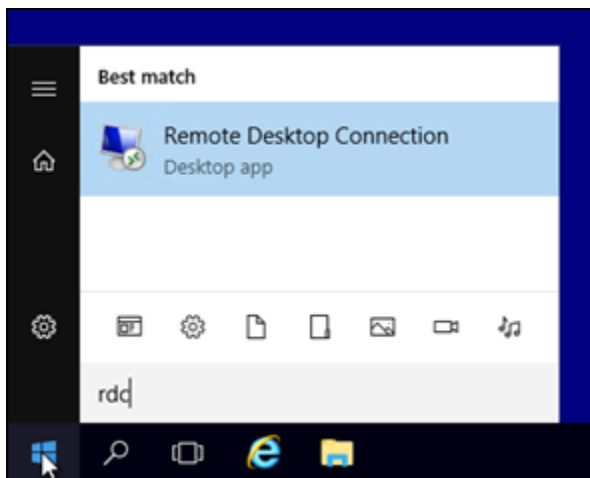 Best match
Remote Desktop Connection
Desktop app
rdc